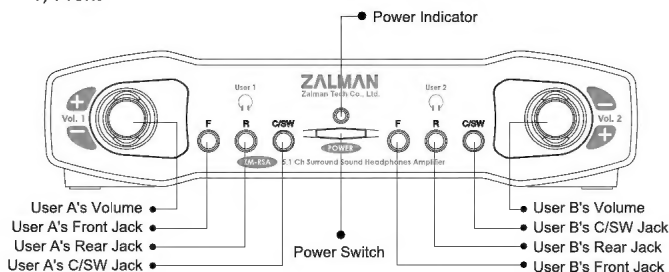 Power Indicator
ZALMAN
Zalman Tech Co., Ltd.
User 1
User 2
Vol. 1
F
R
C/SW
POWER
F
R
C/SW
Vol. 2
ZM-RSA
5.1 Ch Surround Sound Headphones Amplifier
User A's Volume
User A's Front Jack
User A's Rear Jack
User A's C/SW Jack
Power Switch
User B's Volume
User B's C/SW Jack
User B's Rear Jack
User B's Front Jack